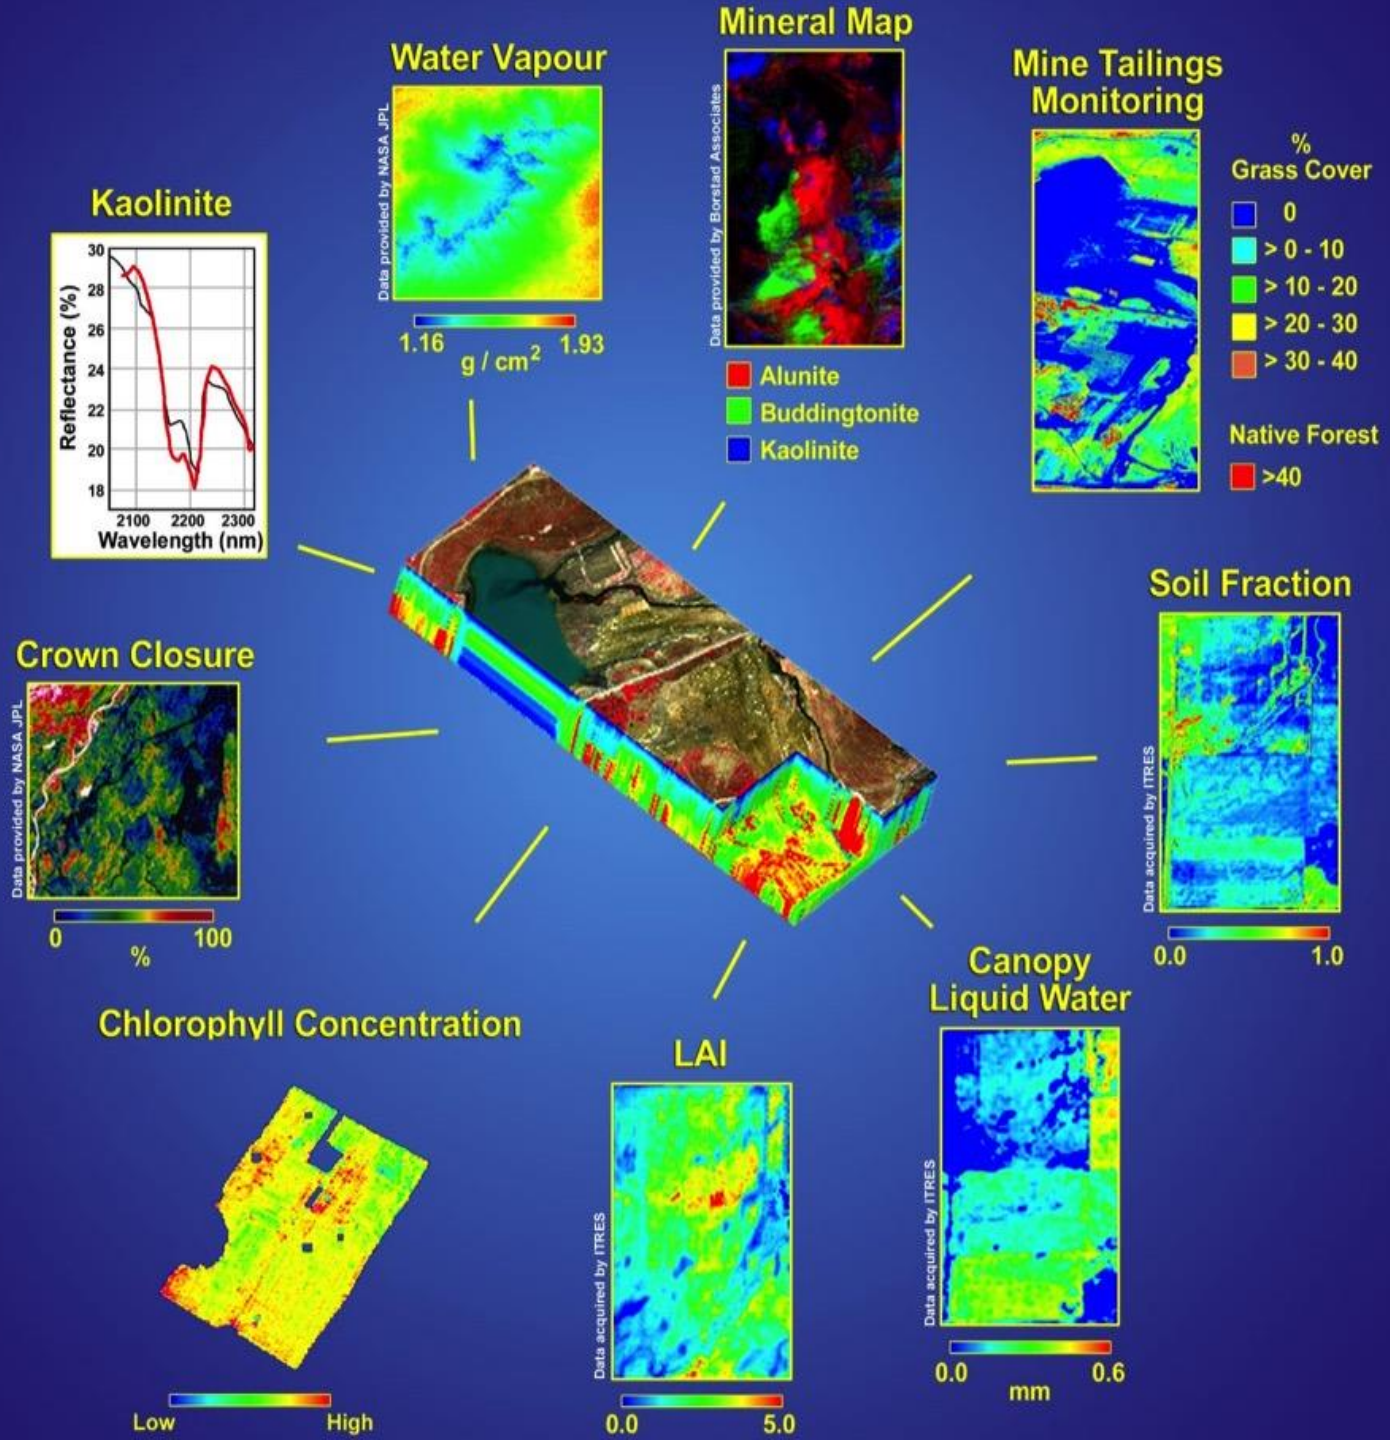 Mineral Map
Data provided by Borstad Associates
Alunite
Buddingtonite
Kaolinite
Water Vapour
Data provided by NASA JPL
1.16
1.93
g / cm²
Mine Tailings
Monitoring
%
Grass Cover
0
> 0 - 10
> 10 - 20
> 20 - 30
> 30 - 40
Native Forest
>40
Kaolinite
Reflectance (%)
30
28
26
24
22
20
18
2100 2200 2300
Wavelength (nm)
Soil Fraction
Data acquired by ITRES
0.0
1.0
Crown Closure
Data provided by NASA JPL
0
100
%
Canopy
Liquid Water
Data acquired by ITRES
0.0
0.6
mm
Chlorophyll Concentration
Low
High
LAI
Data acquired by ITRES
0.0
5.0